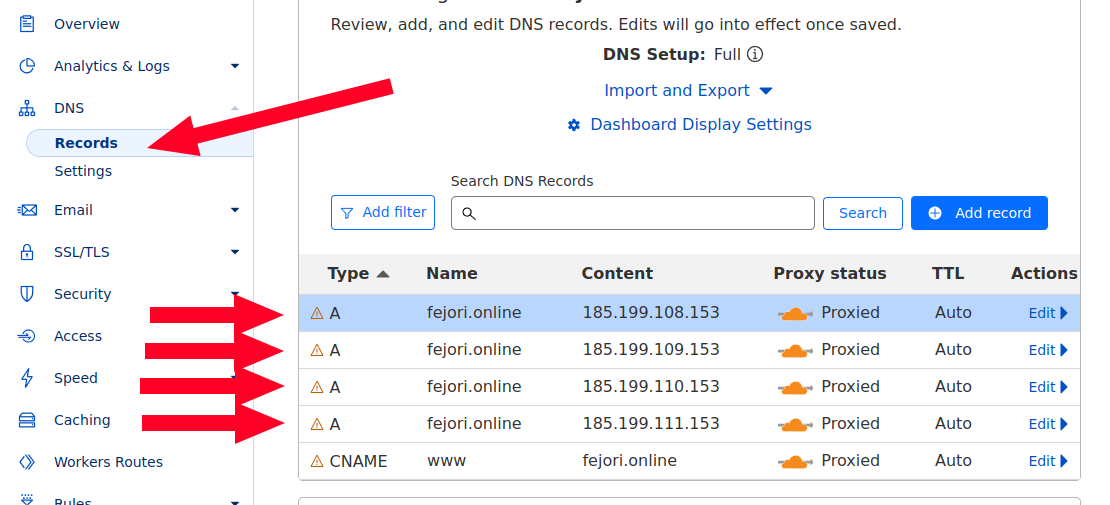 Review, add, and edit DNS records. Edits will go into effect once saved.
DNS Setup: Full
Import and Export
Dashboard Display Settings
Search DNS Records
Add filter
Search
Add record
Overview
Analytics & Logs
DNS
Records
Settings
Email
SSL/TLS
Security
Access
Speed
Caching
Workers Routes
Rules
Type Name Content Proxy status TTL Actions
A fejori.online 185.199.108.153 Proxied Auto Edit
A fejori.online 185.199.109.153 Proxied Auto Edit
A fejori.online 185.199.110.153 Proxied Auto Edit
A fejori.online 185.199.111.153 Proxied Auto Edit
CNAME www fejori.online Proxied Auto Edit